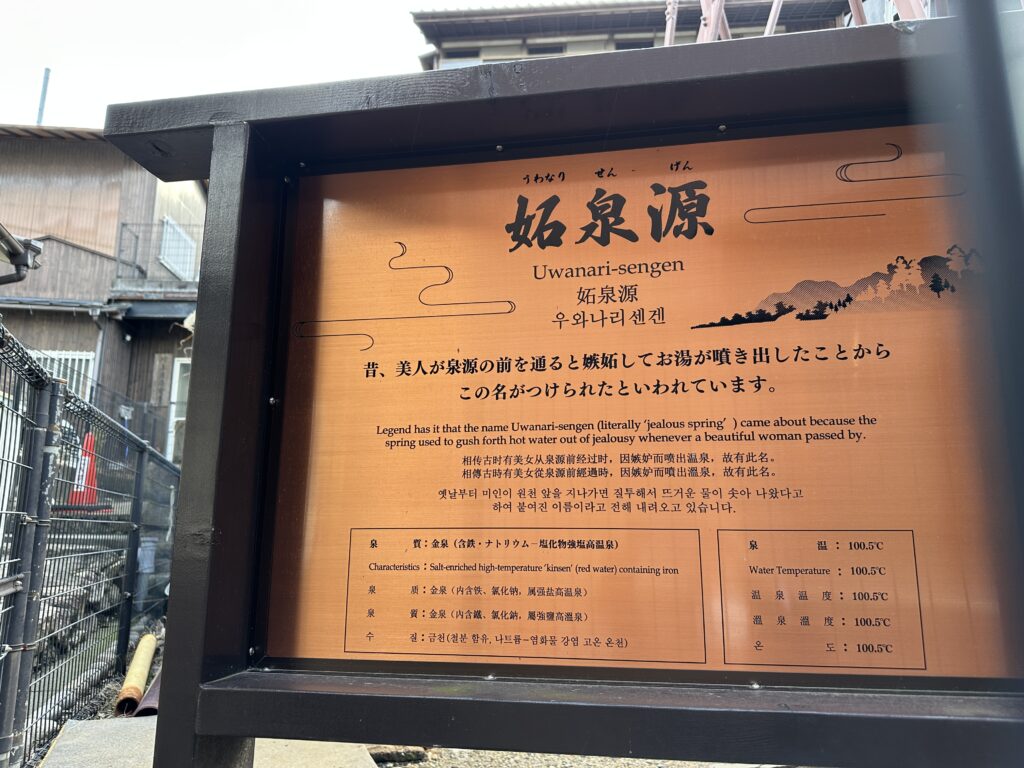 うわなり せん げん
妬泉源
Uwanari-sengen
妬泉源
우와나리센겐
昔、美人が泉源の前を通ると嫉妬してお湯が噴き出したことから
この名がつけられたといわれています。
Legend has it that the name Uwanari-sengen (literally 'jealous spring' ) came about because the
spring used to gush forth hot water out of jealousy whenever a beautiful woman passed by.
相传古时有美女从泉源前经过时，因嫉妒而喷出温泉，故有此名。
相傳古時有美女從泉源前經過時，因嫉妒而噴出溫泉，故有此名。
옛날부터 미인이 원천 앞을 지나가면 질투해서 뜨거운 물이 솟아 나왔다고
하여 붙여진 이름이라고 전해 내려오고 있습니다.
泉質：金泉（含鉄・ナトリウム－塩化物強塩高温泉）
Characteristics：Salt-enriched high-temperature 'kinsen' (red water) containing iron
泉质：金泉（内含铁、氯化钠，属强盐高温泉）
泉質：金泉（內含鐵、氯化鈉，屬強鹽高溫泉）
수질：금천(철분 함유, 나트륨－염화물 강염 고온 온천)
泉温：100.5℃
Water Temperature：100.5℃
温泉温度：100.5℃
溫泉溫度：100.5℃
온도：100.5℃